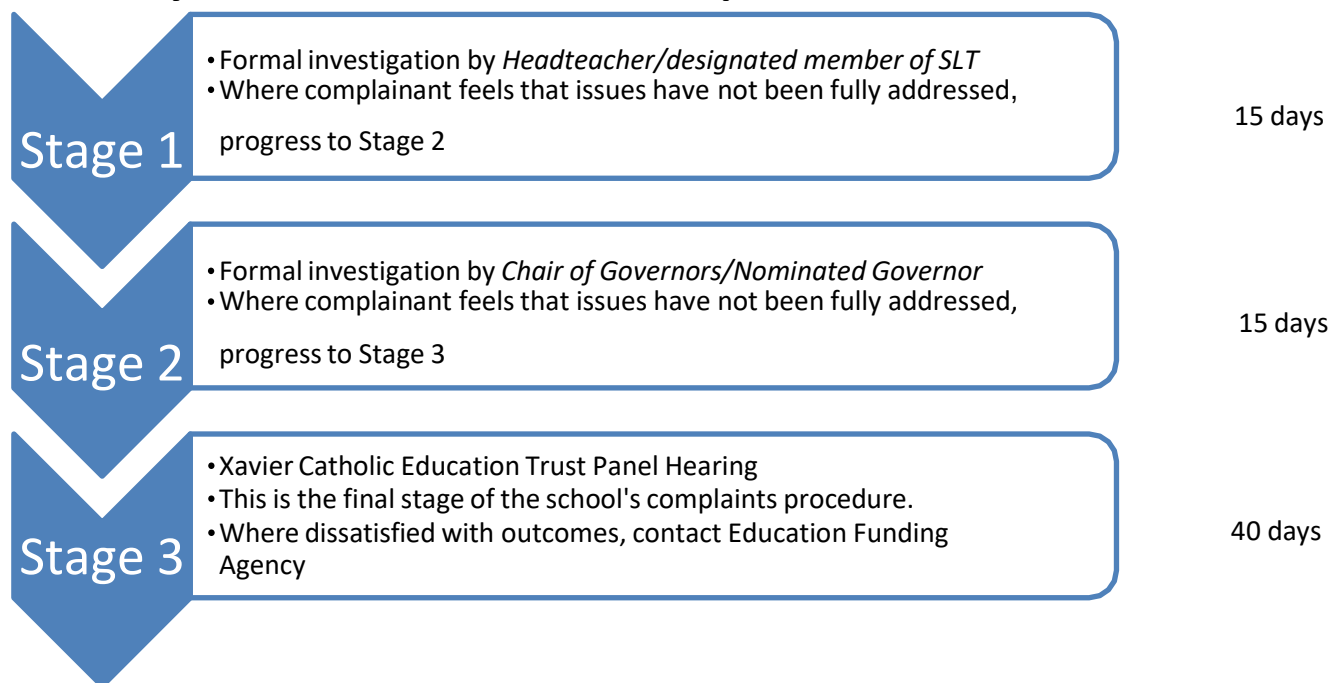 • Formal investigation by Headteacher/designated member of SLT
• Where complainant feels that issues have not been fully addressed,
progress to Stage 2
Stage 1
15 days
• Formal investigation by Chair of Governors/Nominated Governor
• Where complainant feels that issues have not been fully addressed,
progress to Stage 3
Stage 2
15 days
• Xavier Catholic Education Trust Panel Hearing
• This is the final stage of the school's complaints procedure.
• Where dissatisfied with outcomes, contact Education Funding
Agency
Stage 3
40 days